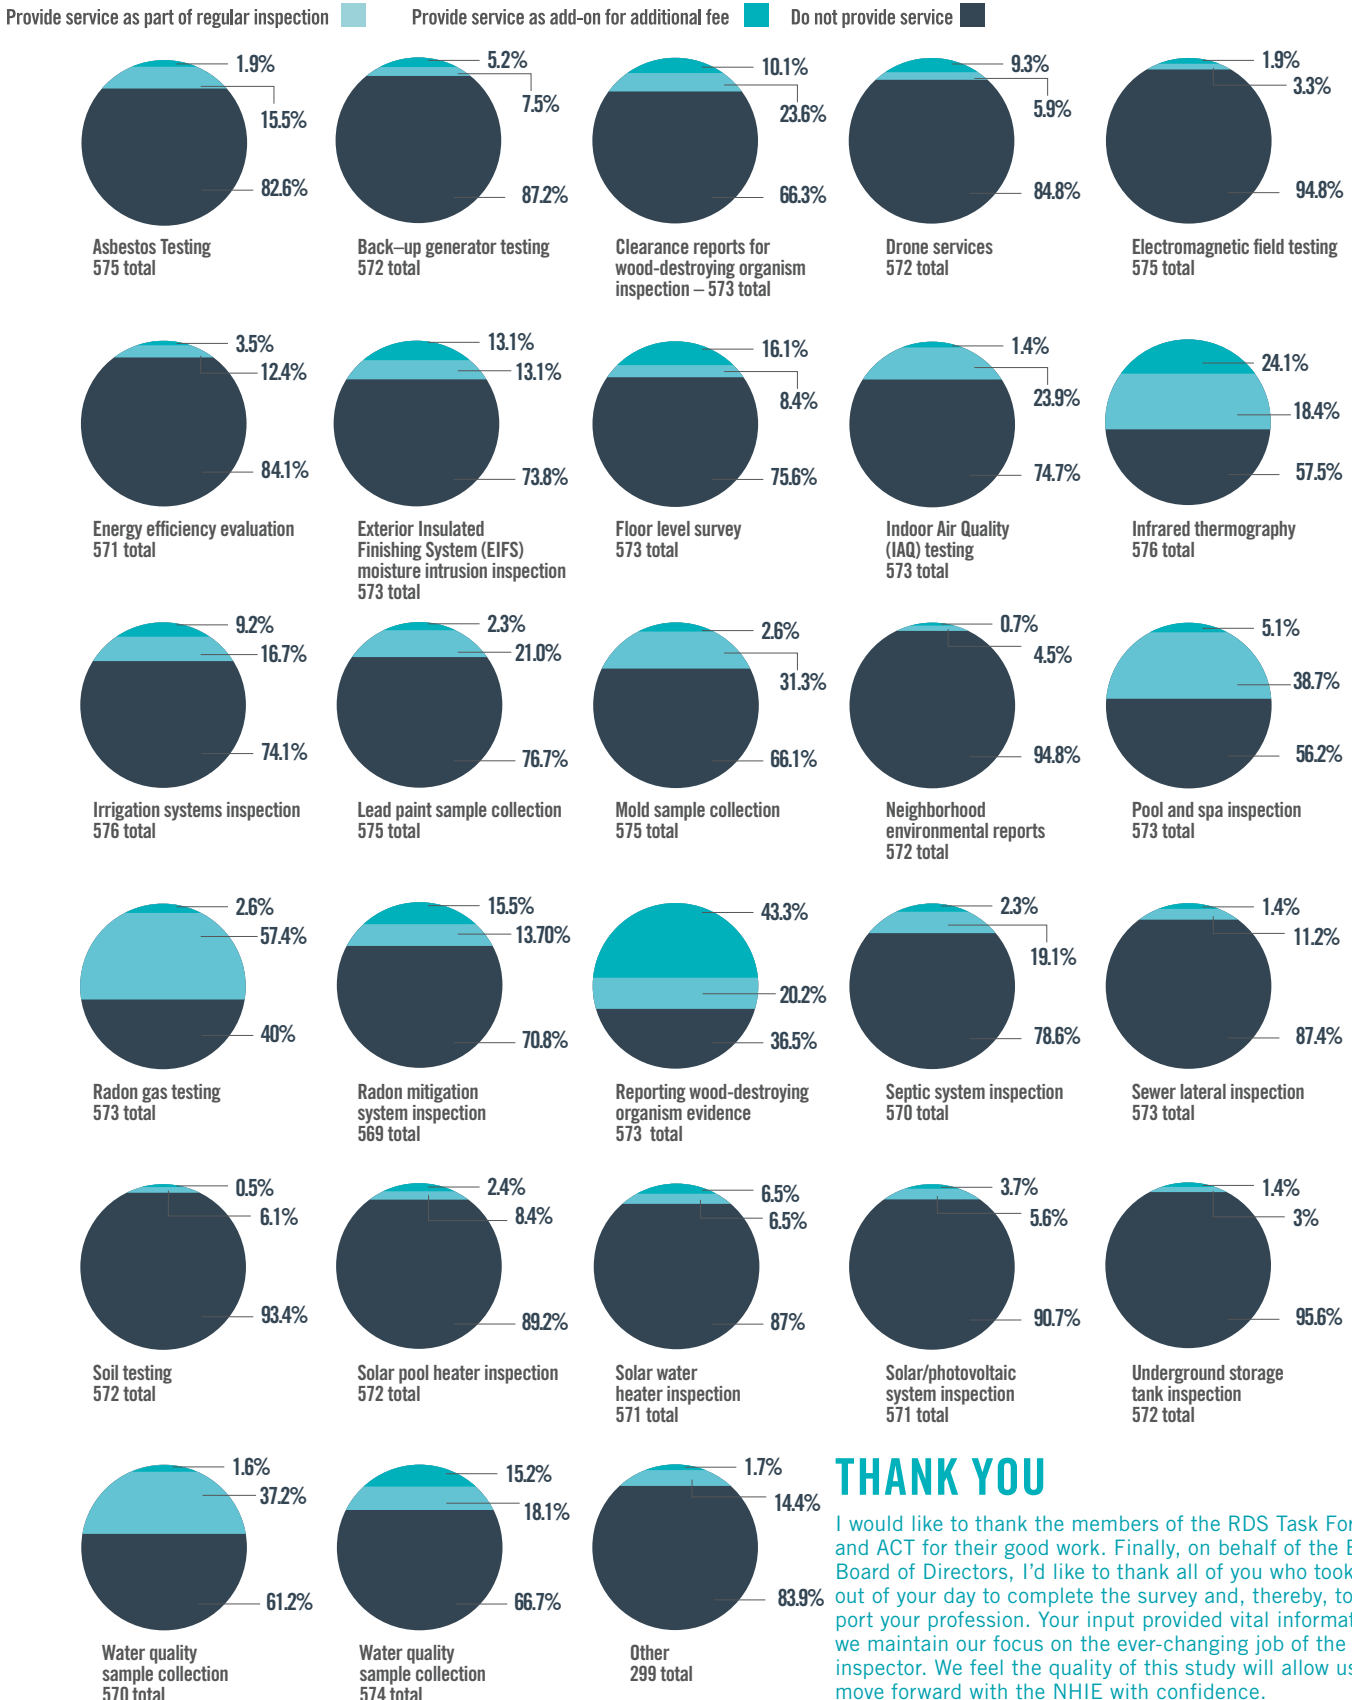 Provide service as part of regular inspection
Provide service as add-on for additional fee
Do not provide service
1.9%
15.5%
82.6%
Asbestos Testing
575 total
5.2%
7.5%
87.2%
Back–up generator testing
572 total
10.1%
23.6%
66.3%
Clearance reports for
wood-destroying organism
inspection – 573 total
9.3%
5.9%
84.8%
Drone services
572 total
1.9%
3.3%
94.8%
Electromagnetic field testing
575 total
3.5%
12.4%
84.1%
Energy efficiency evaluation
571 total
13.1%
13.1%
73.8%
Exterior Insulated
Finishing System (EIFS)
moisture intrusion inspection
573 total
16.1%
8.4%
75.6%
Floor level survey
573 total
1.4%
23.9%
74.7%
Indoor Air Quality
(IAQ) testing
573 total
24.1%
18.4%
57.5%
Infrared thermography
576 total
9.2%
16.7%
74.1%
Irrigation systems inspection
576 total
2.3%
21.0%
76.7%
Lead paint sample collection
575 total
2.6%
31.3%
66.1%
Mold sample collection
575 total
0.7%
4.5%
94.8%
Neighborhood
environmental reports
572 total
5.1%
38.7%
56.2%
Pool and spa inspection
573 total
2.6%
57.4%
40%
Radon gas testing
573 total
15.5%
13.70%
70.8%
Radon mitigation
system inspection
569 total
43.3%
20.2%
36.5%
Reporting wood-destroying
organism evidence
573 total
2.3%
19.1%
78.6%
Septic system inspection
570 total
1.4%
11.2%
87.4%
Sewer lateral inspection
573 total
0.5%
6.1%
93.4%
Soil testing
572 total
2.4%
8.4%
89.2%
Solar pool heater inspection
572 total
6.5%
6.5%
87%
Solar water
heater inspection
571 total
3.7%
5.6%
90.7%
Solar/photovoltaic
system inspection
571 total
1.4%
3%
95.6%
Underground storage
tank inspection
572 total
1.6%
37.2%
61.2%
Water quality
sample collection
570 total
15.2%
18.1%
66.7%
Water quality
sample collection
574 total
1.7%
14.4%
83.9%
Other
299 total
THANK YOU
I would like to thank the members of the RDS Task
and ACT for their good work. Finally, on behalf of the
Board of Directors, I’d like to thank all of you who took
out of your day to complete the survey and, thereby, to
port your profession. Your input provided vital
we maintain our focus on the ever-changing job of the
inspector. We feel the quality of this study will allow us
move forward with the NHIE with confidence.